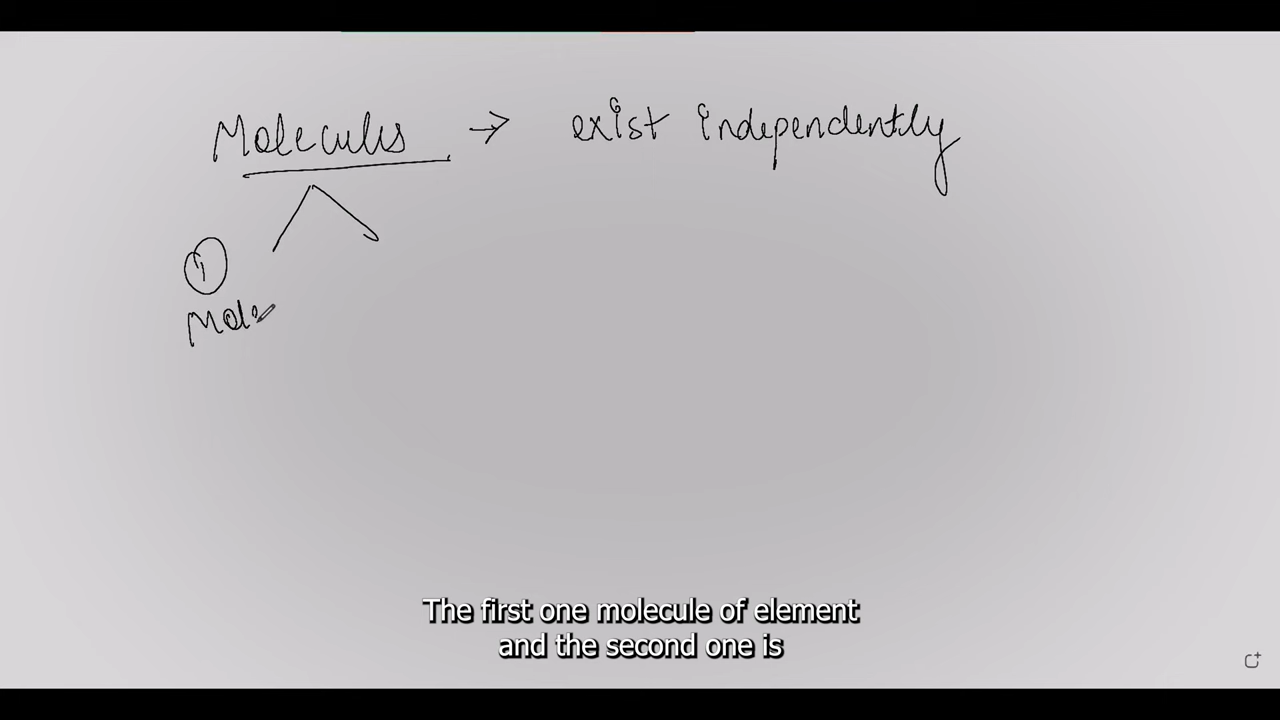 Molecules → exist independently
①
Mole
The first one molecule of element
and the second one is